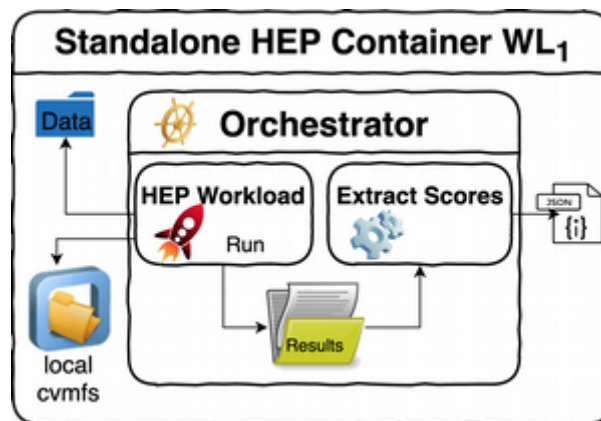 Standalone HEP Container WL₁
Data
Orchestrator
HEP Workload
Run
Extract Scores
JSON
{i}
Results
local
cvmfs